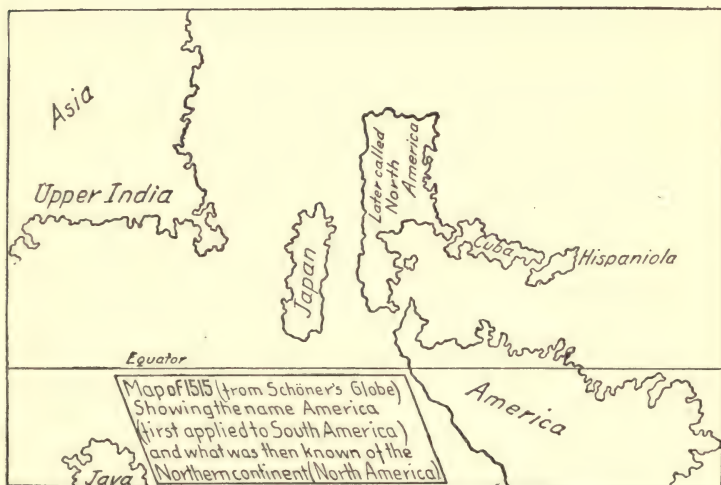 Asia
Upper India
Japan
Later called
North
America
Cuba
Hispaniola
Equator
America
Map of 1515 (from Schöner's Globe)
Showing the name America
(first applied to South America)
and what was then known of the
Northern continent (North America)
Java